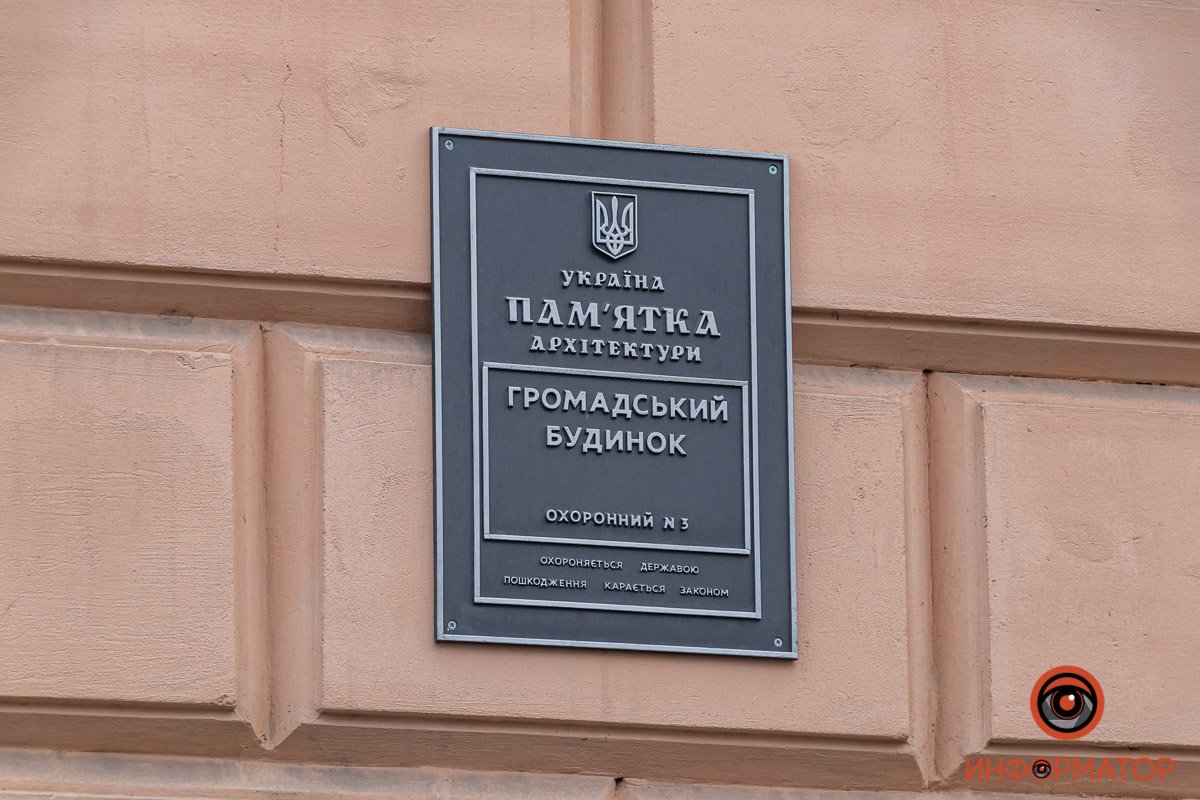 УКРАЇНА
ПАМ'ЯТКА
АРХІТЕКТУРИ
ГРОМАДСЬКИЙ
БУДИНОК
ОХОРОННИЙ N 3
ОХОРОНЯЄТЬСЯ ДЕРЖАВОЮ
ПОШКОДЖЕННЯ КАРАЄТЬСЯ ЗАКОНОМ
ИНФОРМАТОР